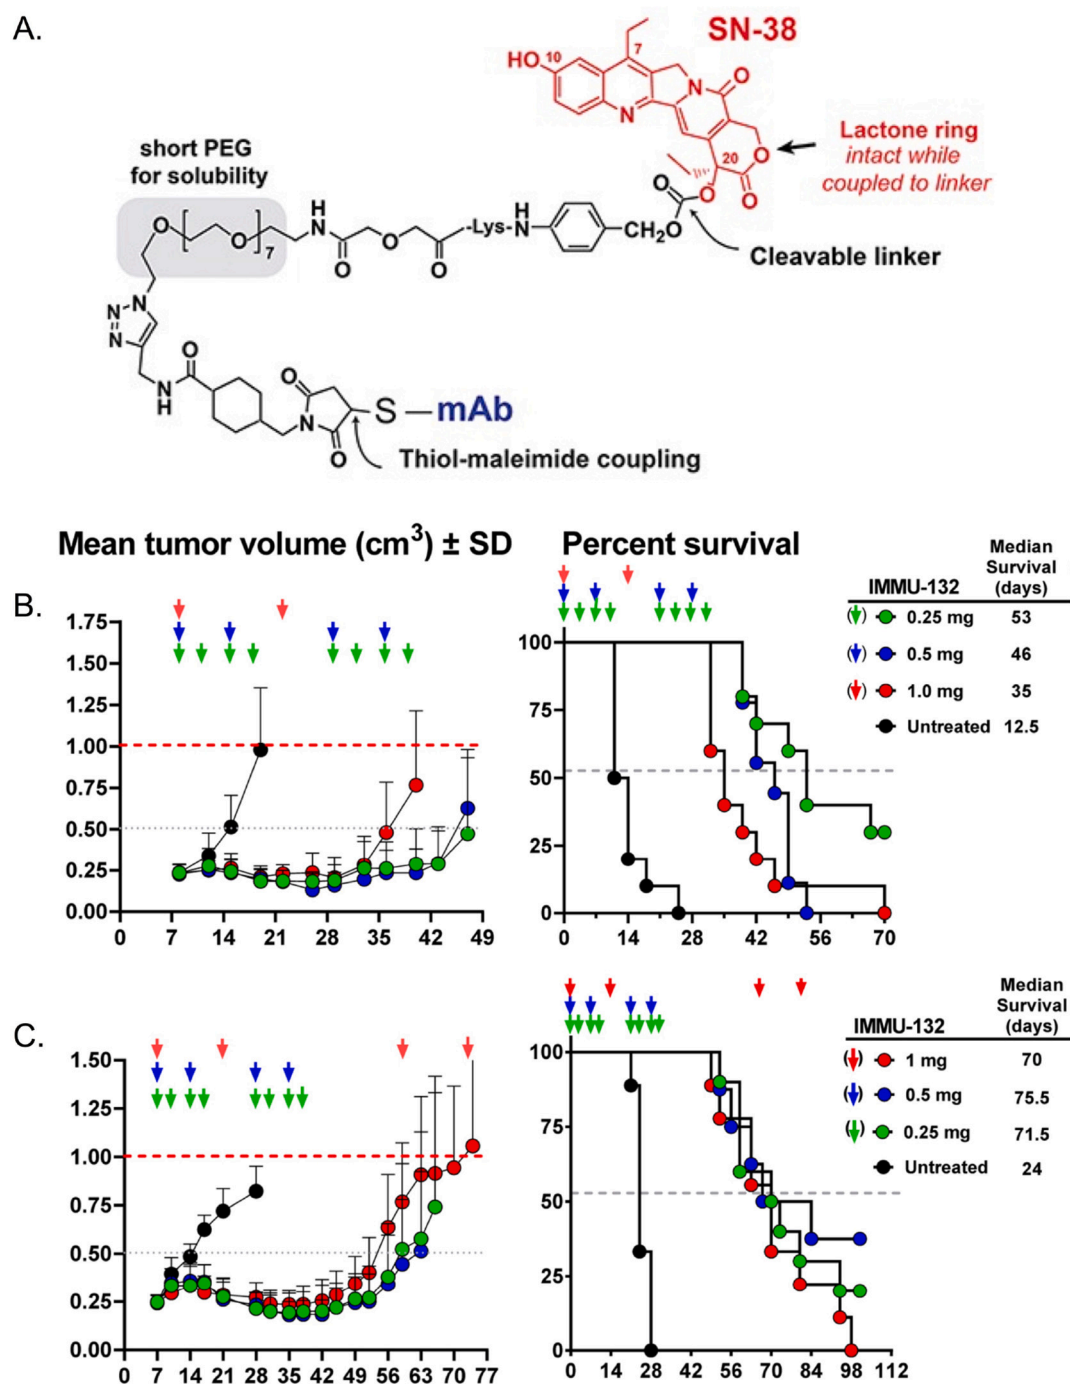 A.
SN-38
HO 10
7
N
N
O
20
O
O
O
Lactone ring
intact while
coupled to linker
short PEG
for solubility
O
O
7
H
N
O
O
O
-Lys-
H
N
CH2
O
O
O
Cleavable linker
N
N
N
N
H
O
O
N
O
S
mAb
Thiol-maleimide coupling
Mean tumor volume (cm3) ± SD
Percent survival
B.
1.75
1.50
1.25
1.00
0.75
0.50
0.25
0.00
0 7 14 21 28 35 42 49
100
75
50
25
0
0 14 28 42 56 70
IMMU-132
Median
Survival
(days)
( ) 0.25 mg 53
( ) 0.5 mg 46
( ) 1.0 mg 35
Untreated 12.5
C.
1.50
1.25
1.00
0.75
0.50
0.25
0.00
0 7 14 21 28 35 42 49 56 63 70 77
100
75
50
25
0
0 14 28 42 56 70 84 98 112
IMMU-132
Median
Survival
(days)
( ) 1 mg 70
( ) 0.5 mg 75.5
( ) 0.25 mg 71.5
Untreated 24